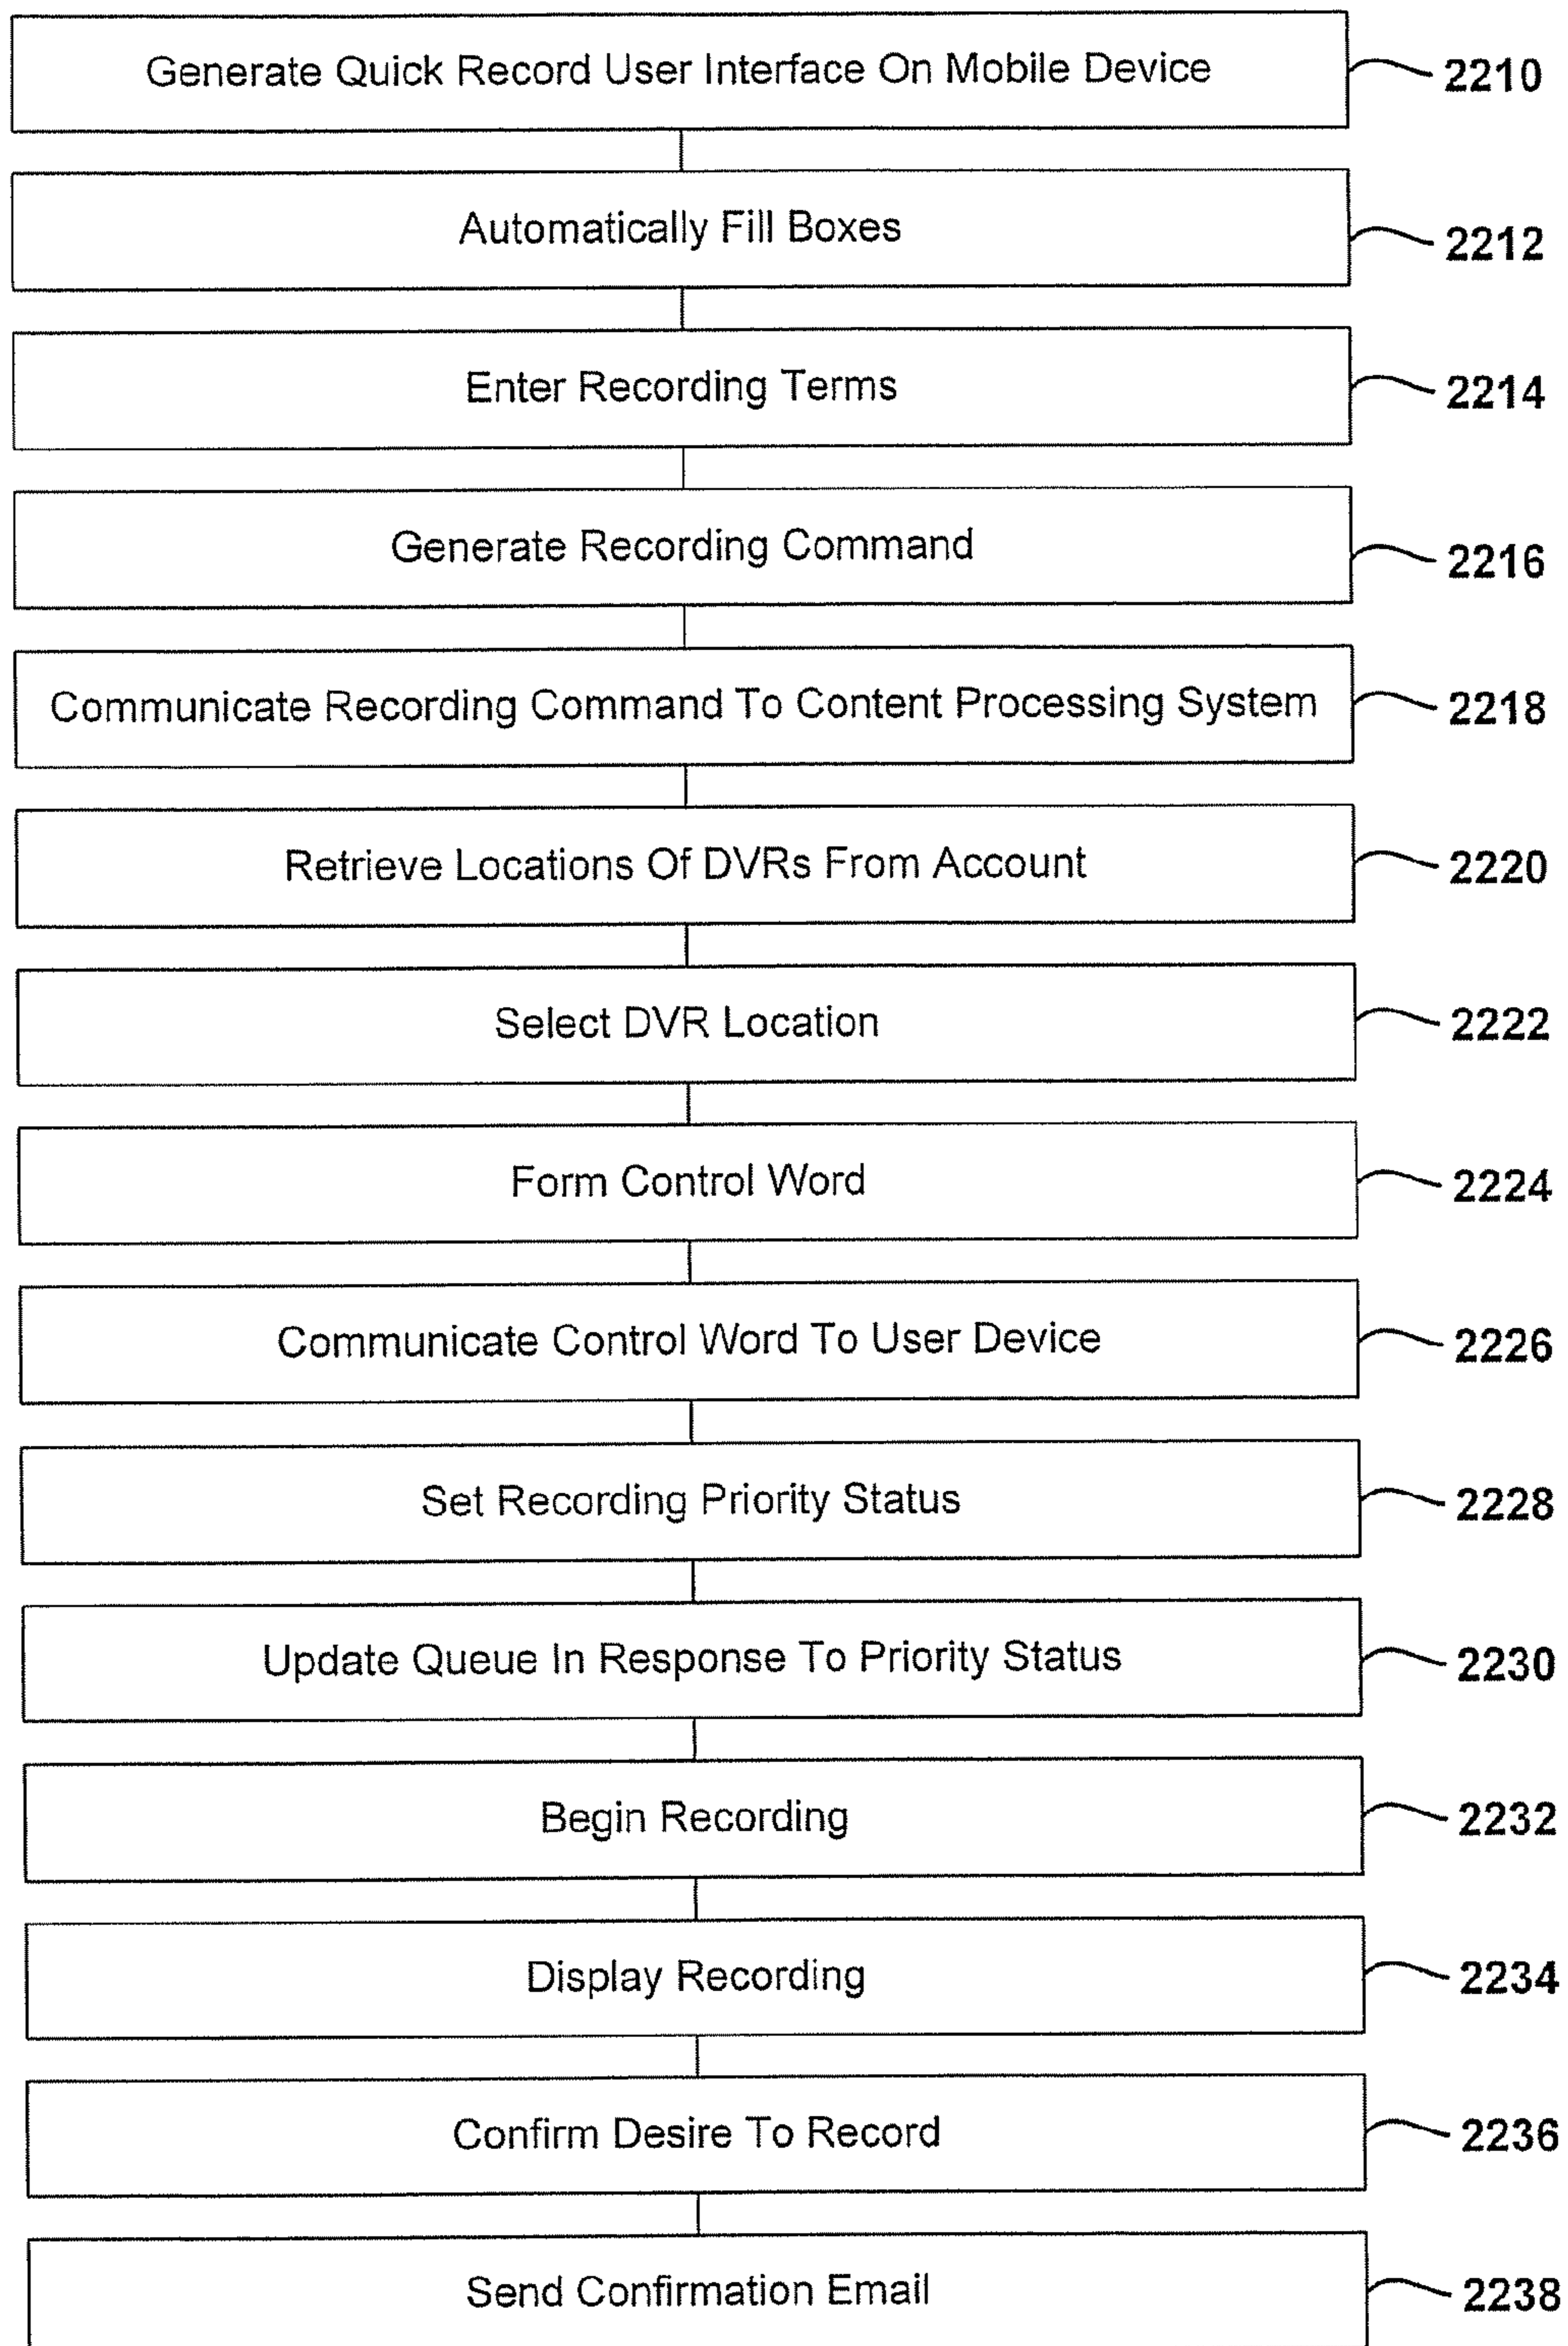 Generate Quick Record User Interface On Mobile Device
2210
Automatically Fill Boxes
2212
Enter Recording Terms
2214
Generate Recording Command
2216
Communicate Recording Command To Content Processing System
2218
Retrieve Locations Of DVRs From Account
2220
Select DVR Location
2222
Form Control Word
2224
Communicate Control Word To User Device
2226
Set Recording Priority Status
2228
Update Queue In Response To Priority Status
2230
Begin Recording
2232
Display Recording
2234
Confirm Desire To Record
2236
Send Confirmation Email
2238